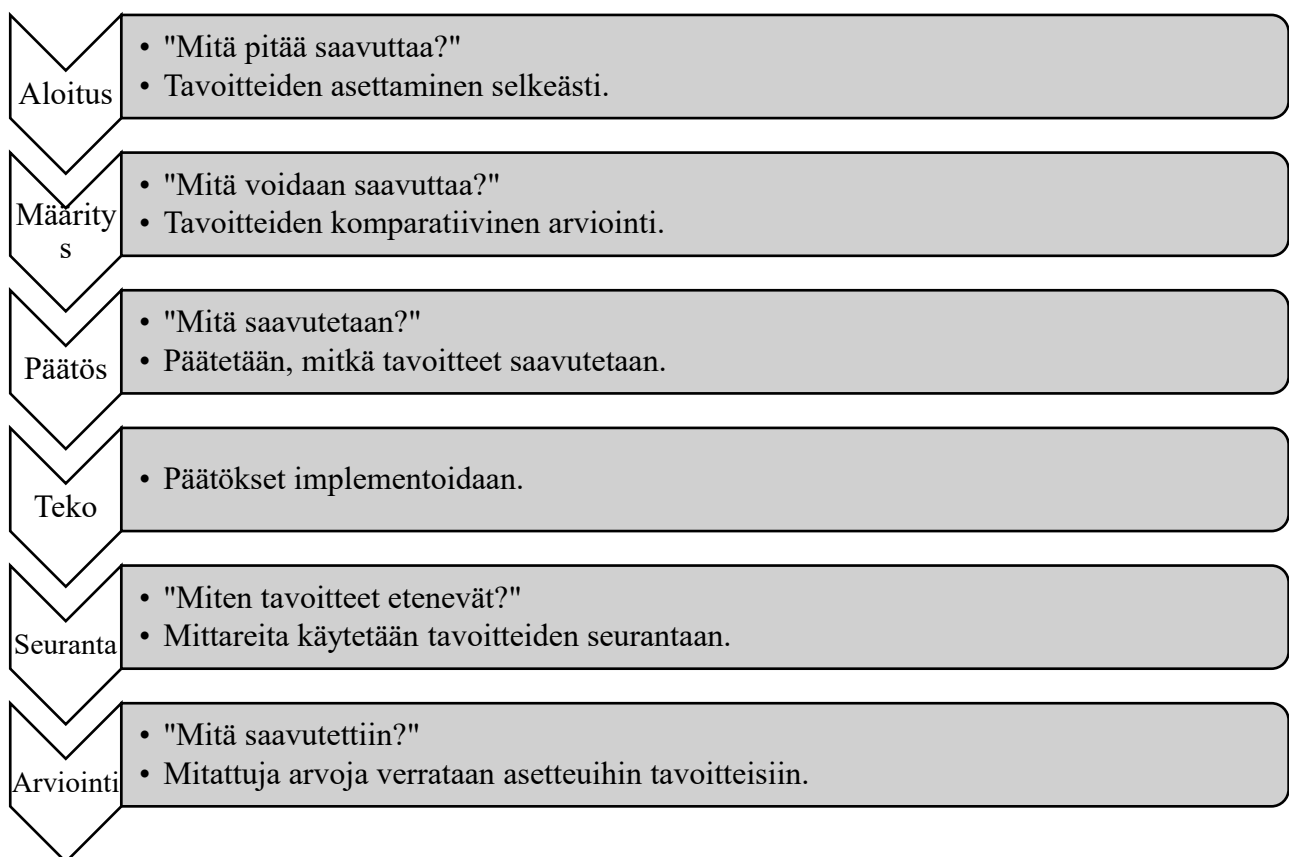 Aloitus
• "Mitä pitää saavuttaa?"
• Tavoitteiden asettaminen selkeästi.
Määrity
s
• "Mitä voidaan saavuttaa?"
• Tavoitteiden komparatiivinen arviointi.
Päätös
• "Mitä saavutetaan?"
• Päätetään, mitkä tavoitteet saavutetaan.
Teko
• Päätökset implementoidaan.
Seuranta
• "Miten tavoitteet etenevät?"
• Mittareita käytetään tavoitteiden seurantaan.
Arviointi
• "Mitä saavutettiin?"
• Mitattuja arvoja verrataan asetteuihin tavoitteisiin.